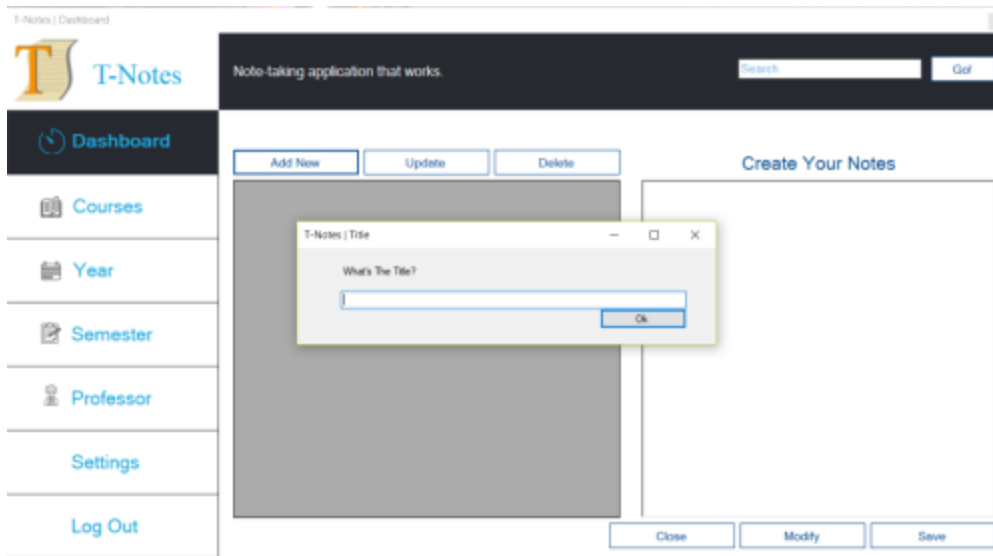 T-Notes | Dashboard
T T-Notes
Note-taking application that works.
Search
Go!
Dashboard
Courses
Year
Semester
Professor
Settings
Log Out
Add New
Update
Delete
Create Your Notes
T-Notes | Title
What's The Title?
Ok
Close
Modify
Save